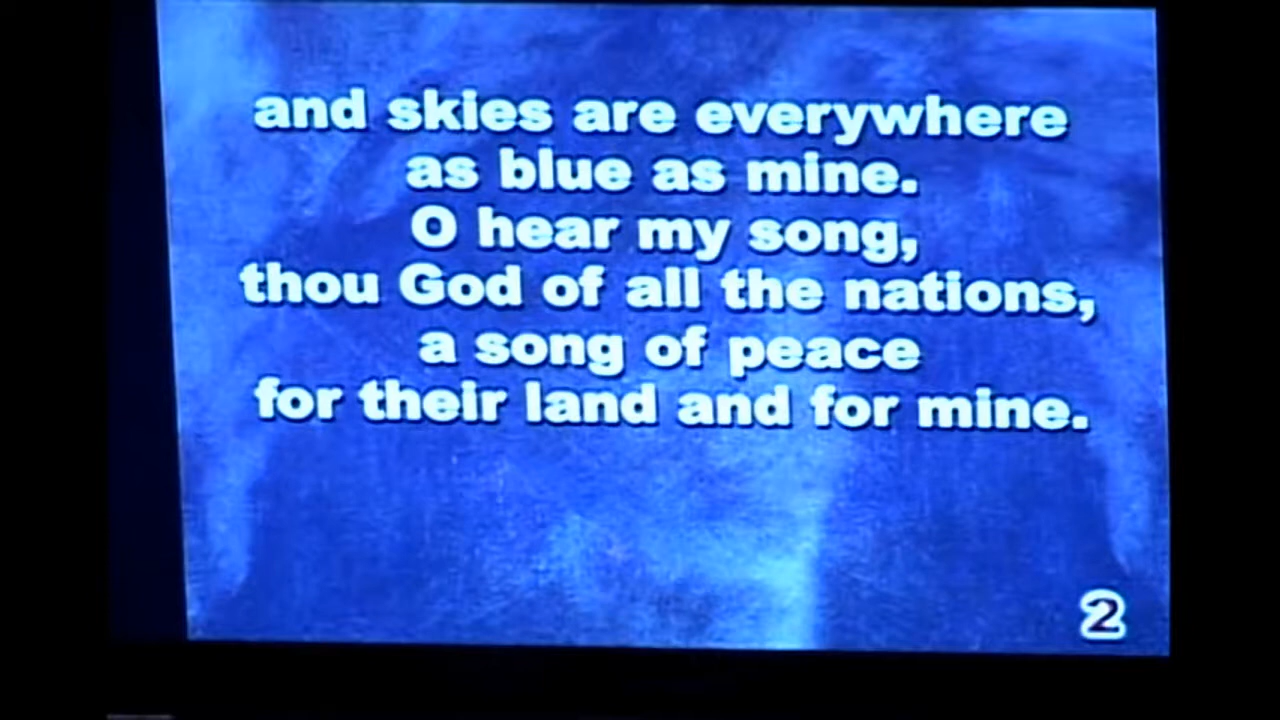 and skies are everywhere
as blue as mine.
O hear my song,
thou God of all the nations,
a song of peace
for their land and for mine.
2